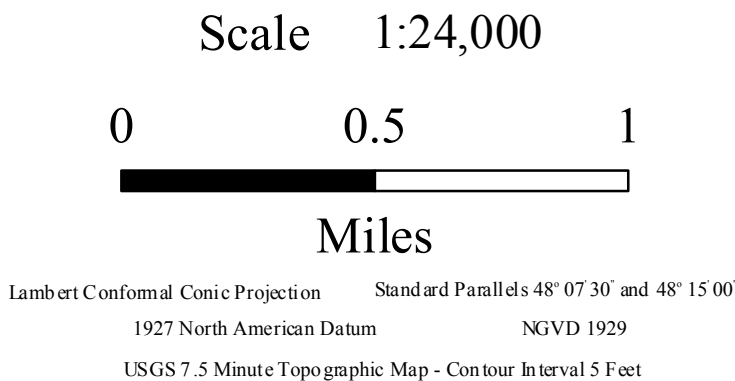 Scale 1:24,000
0 0.5 1
Miles
Lambert Conformal Conic Projection Standard Parallels 48° 07' 30" and 48° 15' 00"
1927 North American Datum NGVD 1929
USGS 7.5 Minute Topographic Map - Contour Interval 5 Feet